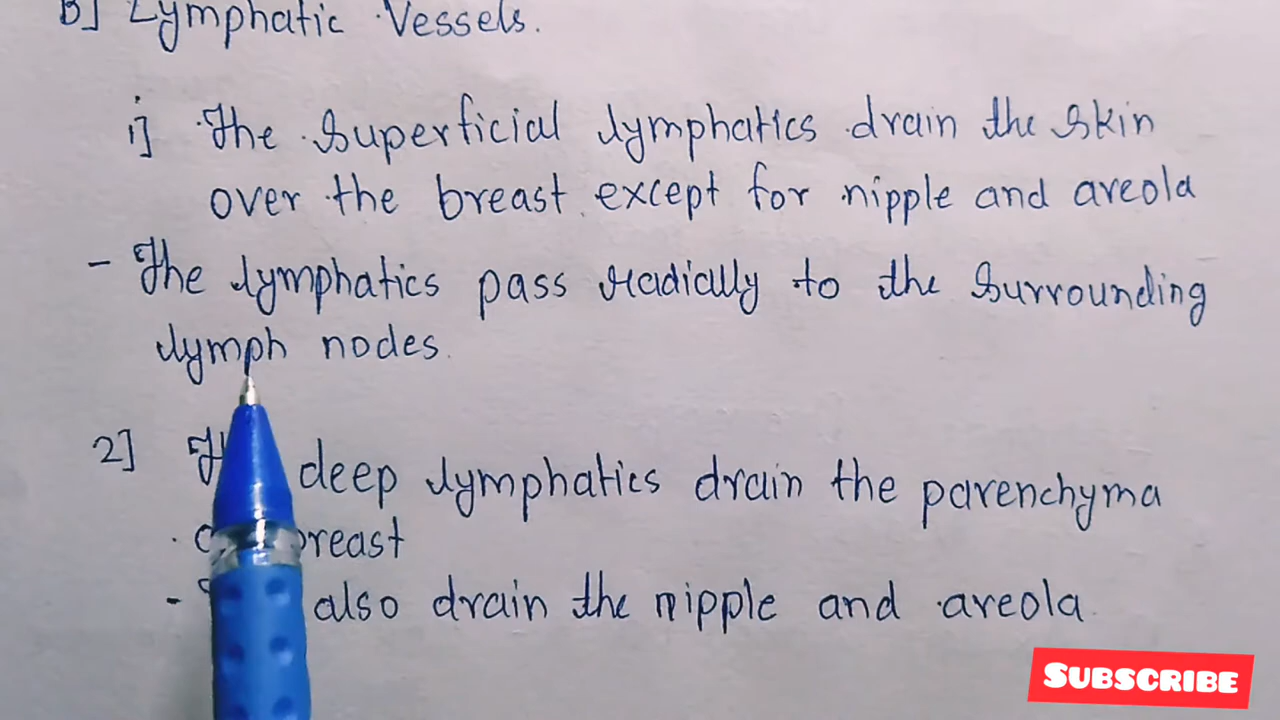 B] Lymphatic Vessels.
i] The superficial lymphatics drain the skin
over the breast except for nipple and areola
- The lymphatics pass radially to the surrounding
lymph nodes.
2] deep lymphatics drain the parenchyma
breast
- also drain the nipple and areola.
SUBSCRIBE